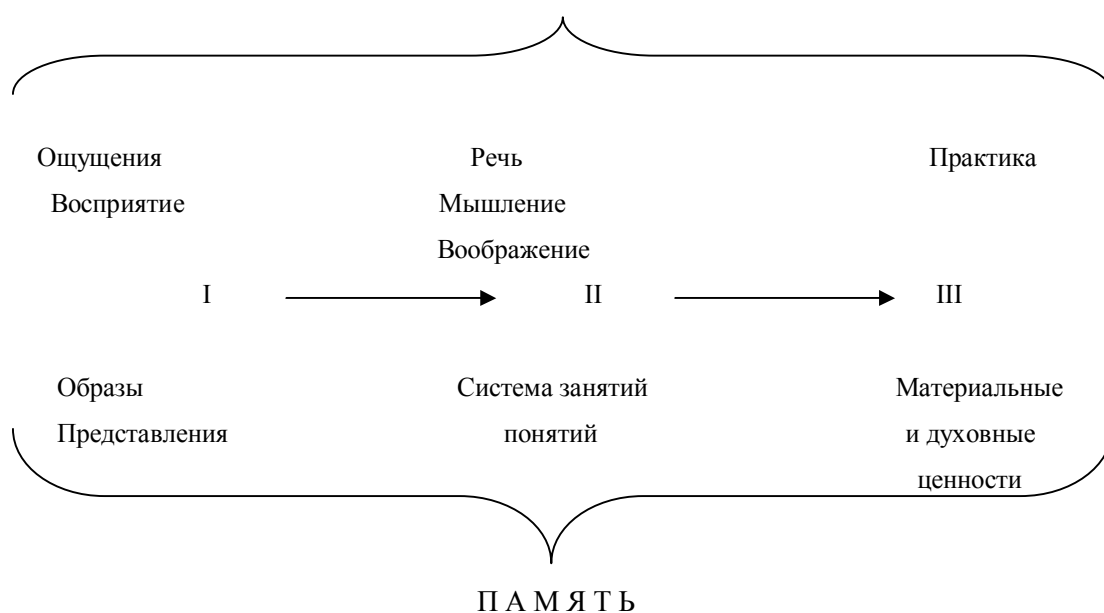 Ощущения Речь Практика
Восприятие Мышление
Воображение
I II III
Образы Система занятий Материальные
Представления понятий и духовные
ценности
П А М Я Т Ь